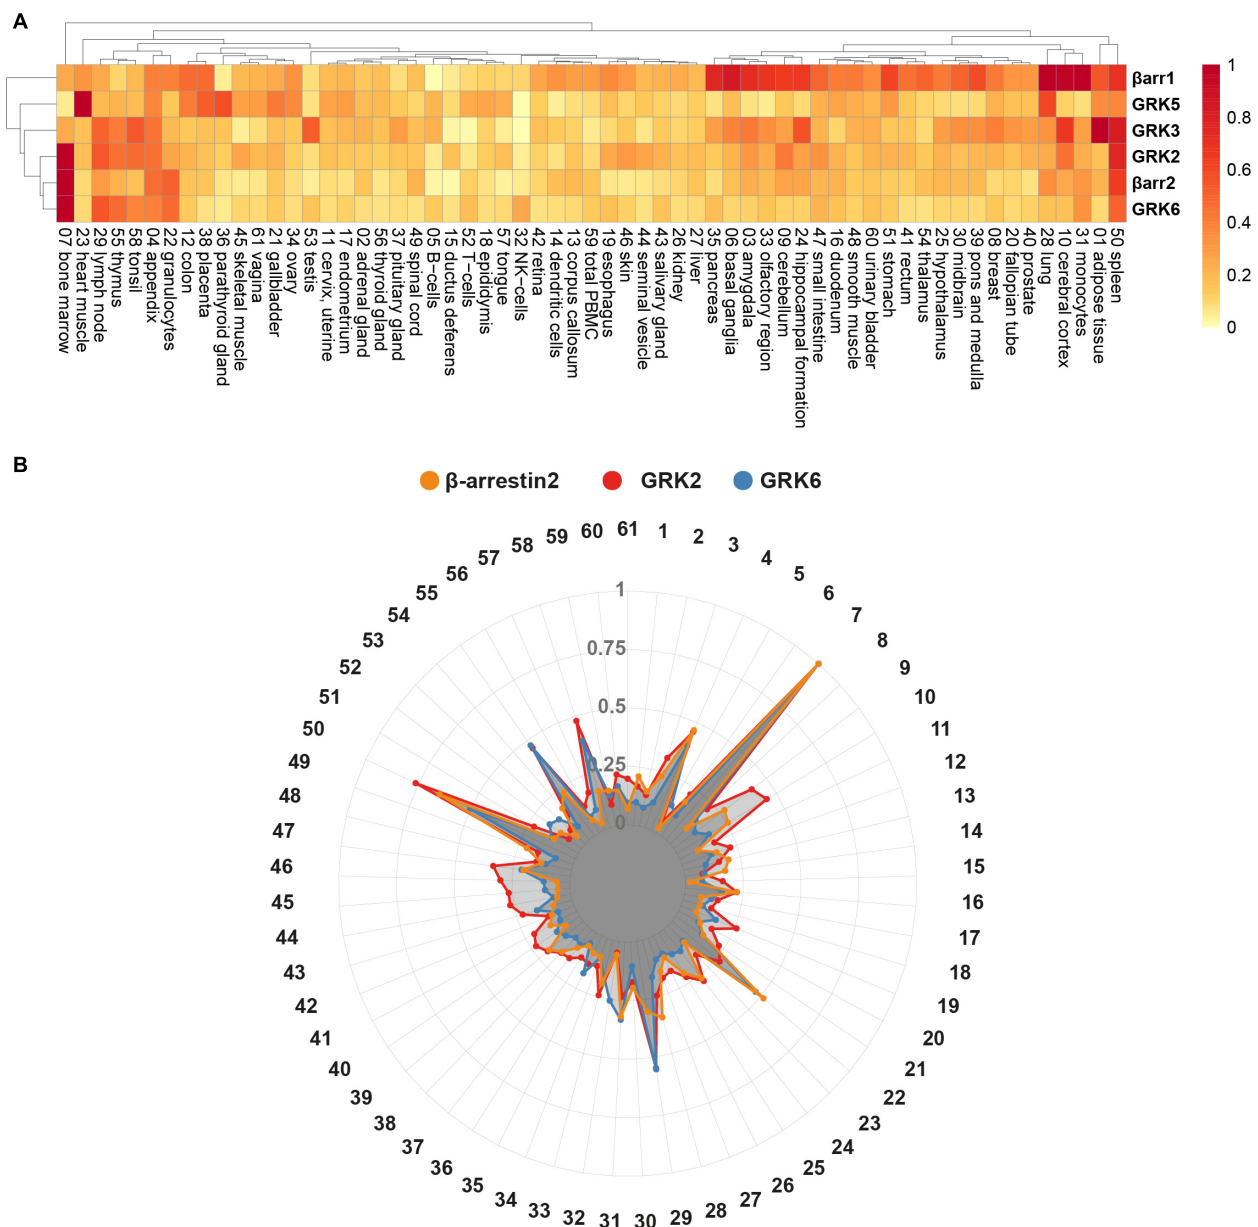 A
βarr1
GRK5
GRK3
GRK2
βarr2
GRK6
1
0.8
0.6
0.4
0.2
0
07 bone marrow
23 heart muscle
29 lymph node
55 thymus
58 tonsil
04 appendix
22 granulocytes
12 colon
38 placenta
36 parathyroid gland
45 skeletal muscle
61 vagina
21 gallbladder
34 ovary
53 testis
11 cervix, uterine
17 endometrium
02 adrenal gland
56 thyroid gland
37 pituitary gland
49 spinal cord
05 B−cells
15 ductus deferens
52 T−cells
18 epididymis
57 tongue
32 NK−cells
42 retina
14 dendritic cells
13 corpus callosum
59 total PBMC
19 esophagus
46 skin
44 seminal vesicle
43 salivary gland
26 kidney
27 liver
35 pancreas
06 basal ganglia
03 amygdala
33 olfactory region
09 cerebellum
24 hippocampal formation
47 small intestine
16 duodenum
48 smooth muscle
60 urinary bladder
51 stomach
41 rectum
54 thalamus
25 hypothalamus
30 midbrain
39 pons and medulla
08 breast
20 fallopian tube
40 prostate
28 lung
10 cerebral cortex
31 monocytes
01 adipose tissue
50 spleen
B
β-arrestin2 GRK2 GRK6
61
1
2
3
4
5
6
7
8
9
10
11
12
13
14
15
16
17
18
19
20
21
22
23
24
25
26
27
28
29
30
31
32
33
34
35
36
37
38
39
40
41
42
43
44
45
46
47
48
49
50
51
52
53
54
55
56
57
58
59
60
1
0.75
0.5
0.25
0